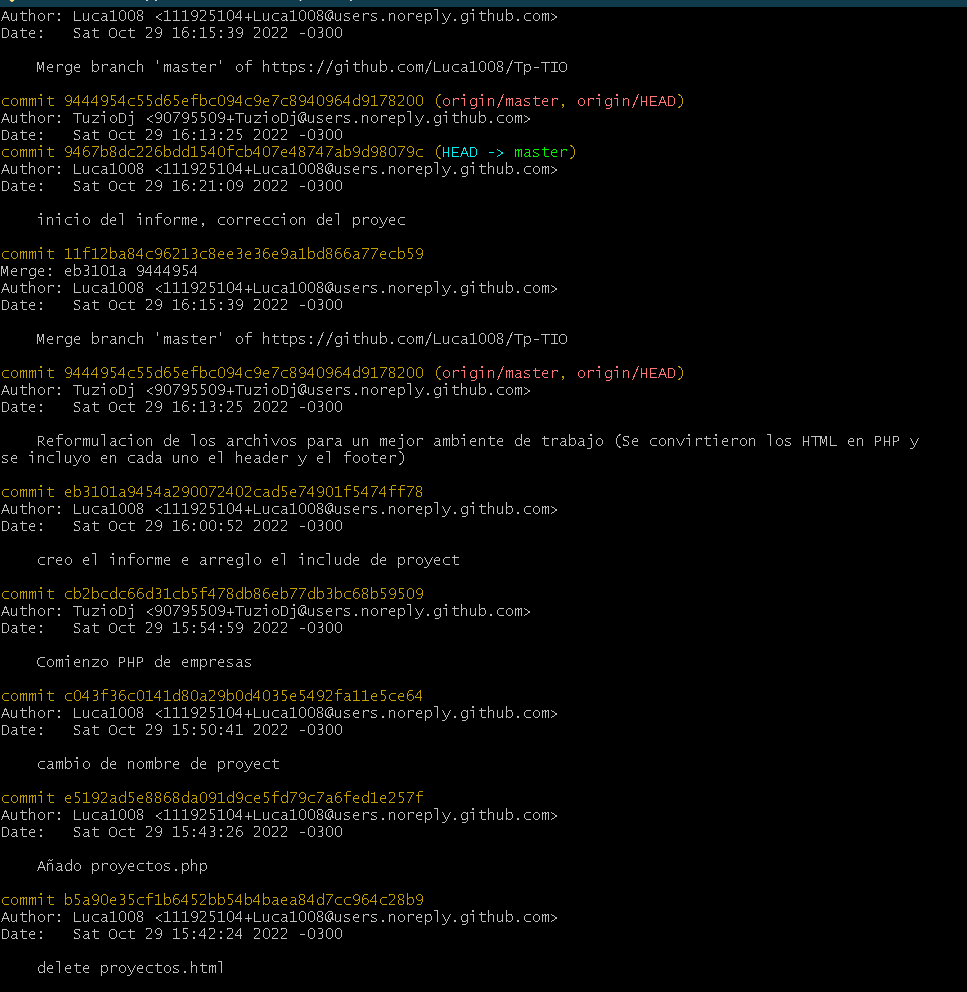 Author: Luca1008 <111925104+Luca1008@users.noreply.github.com>
Date:   Sat Oct 29 16:15:39 2022 -0300
    Merge branch 'master' of https://github.com/Luca1008/Tp-TIO
commit 9444954c55d65efbc094c9e7c8940964d9178200 (origin/master, origin/HEAD)
Author: TuzioDj <90795509+TuzioDj@users.noreply.github.com>
Date:   Sat Oct 29 16:13:25 2022 -0300
commit 9467b8dc226bdd1540fcb407e48747ab9d98079c (HEAD -> master)
Author: Luca1008 <111925104+Luca1008@users.noreply.github.com>
Date:   Sat Oct 29 16:21:09 2022 -0300
    inicio del informe, correccion del proyec
commit 11f12ba84c96213c8ee3e36e9a1bd866a77ecb59
Merge: eb3101a 9444954
Author: Luca1008 <111925104+Luca1008@users.noreply.github.com>
Date:   Sat Oct 29 16:15:39 2022 -0300
    Merge branch 'master' of https://github.com/Luca1008/Tp-TIO
commit 9444954c55d65efbc094c9e7c8940964d9178200 (origin/master, origin/HEAD)
Author: TuzioDj <90795509+TuzioDj@users.noreply.github.com>
Date:   Sat Oct 29 16:13:25 2022 -0300
    Reformulacion de los archivos para un mejor ambiente de trabajo (Se convirtieron los HTML en PHP y
se incluyo en cada uno el header y el footer)
commit eb3101a9454a290072402cad5e74901f5474ff78
Author: Luca1008 <111925104+Luca1008@users.noreply.github.com>
Date:   Sat Oct 29 16:00:52 2022 -0300
    creo el informe e arreglo el include de proyect
commit cb2bcdc66d31cb5f478db86eb77db3bc68b59509
Author: TuzioDj <90795509+TuzioDj@users.noreply.github.com>
Date:   Sat Oct 29 15:54:59 2022 -0300
    Comienzo PHP de empresas
commit c043f36c0141d80a29b0d4035e5492fa11e5ce64
Author: Luca1008 <111925104+Luca1008@users.noreply.github.com>
Date:   Sat Oct 29 15:50:41 2022 -0300
    cambio de nombre de proyect
commit e5192ad5e8868da091d9ce5fd79c7a6fed1e257f
Author: Luca1008 <111925104+Luca1008@users.noreply.github.com>
Date:   Sat Oct 29 15:43:26 2022 -0300
    Añado proyectos.php
commit b5a90e35cf1b6452bb54b4baea84d7cc964c28b9
Author: Luca1008 <111925104+Luca1008@users.noreply.github.com>
Date:   Sat Oct 29 15:42:24 2022 -0300
    delete proyectos.html